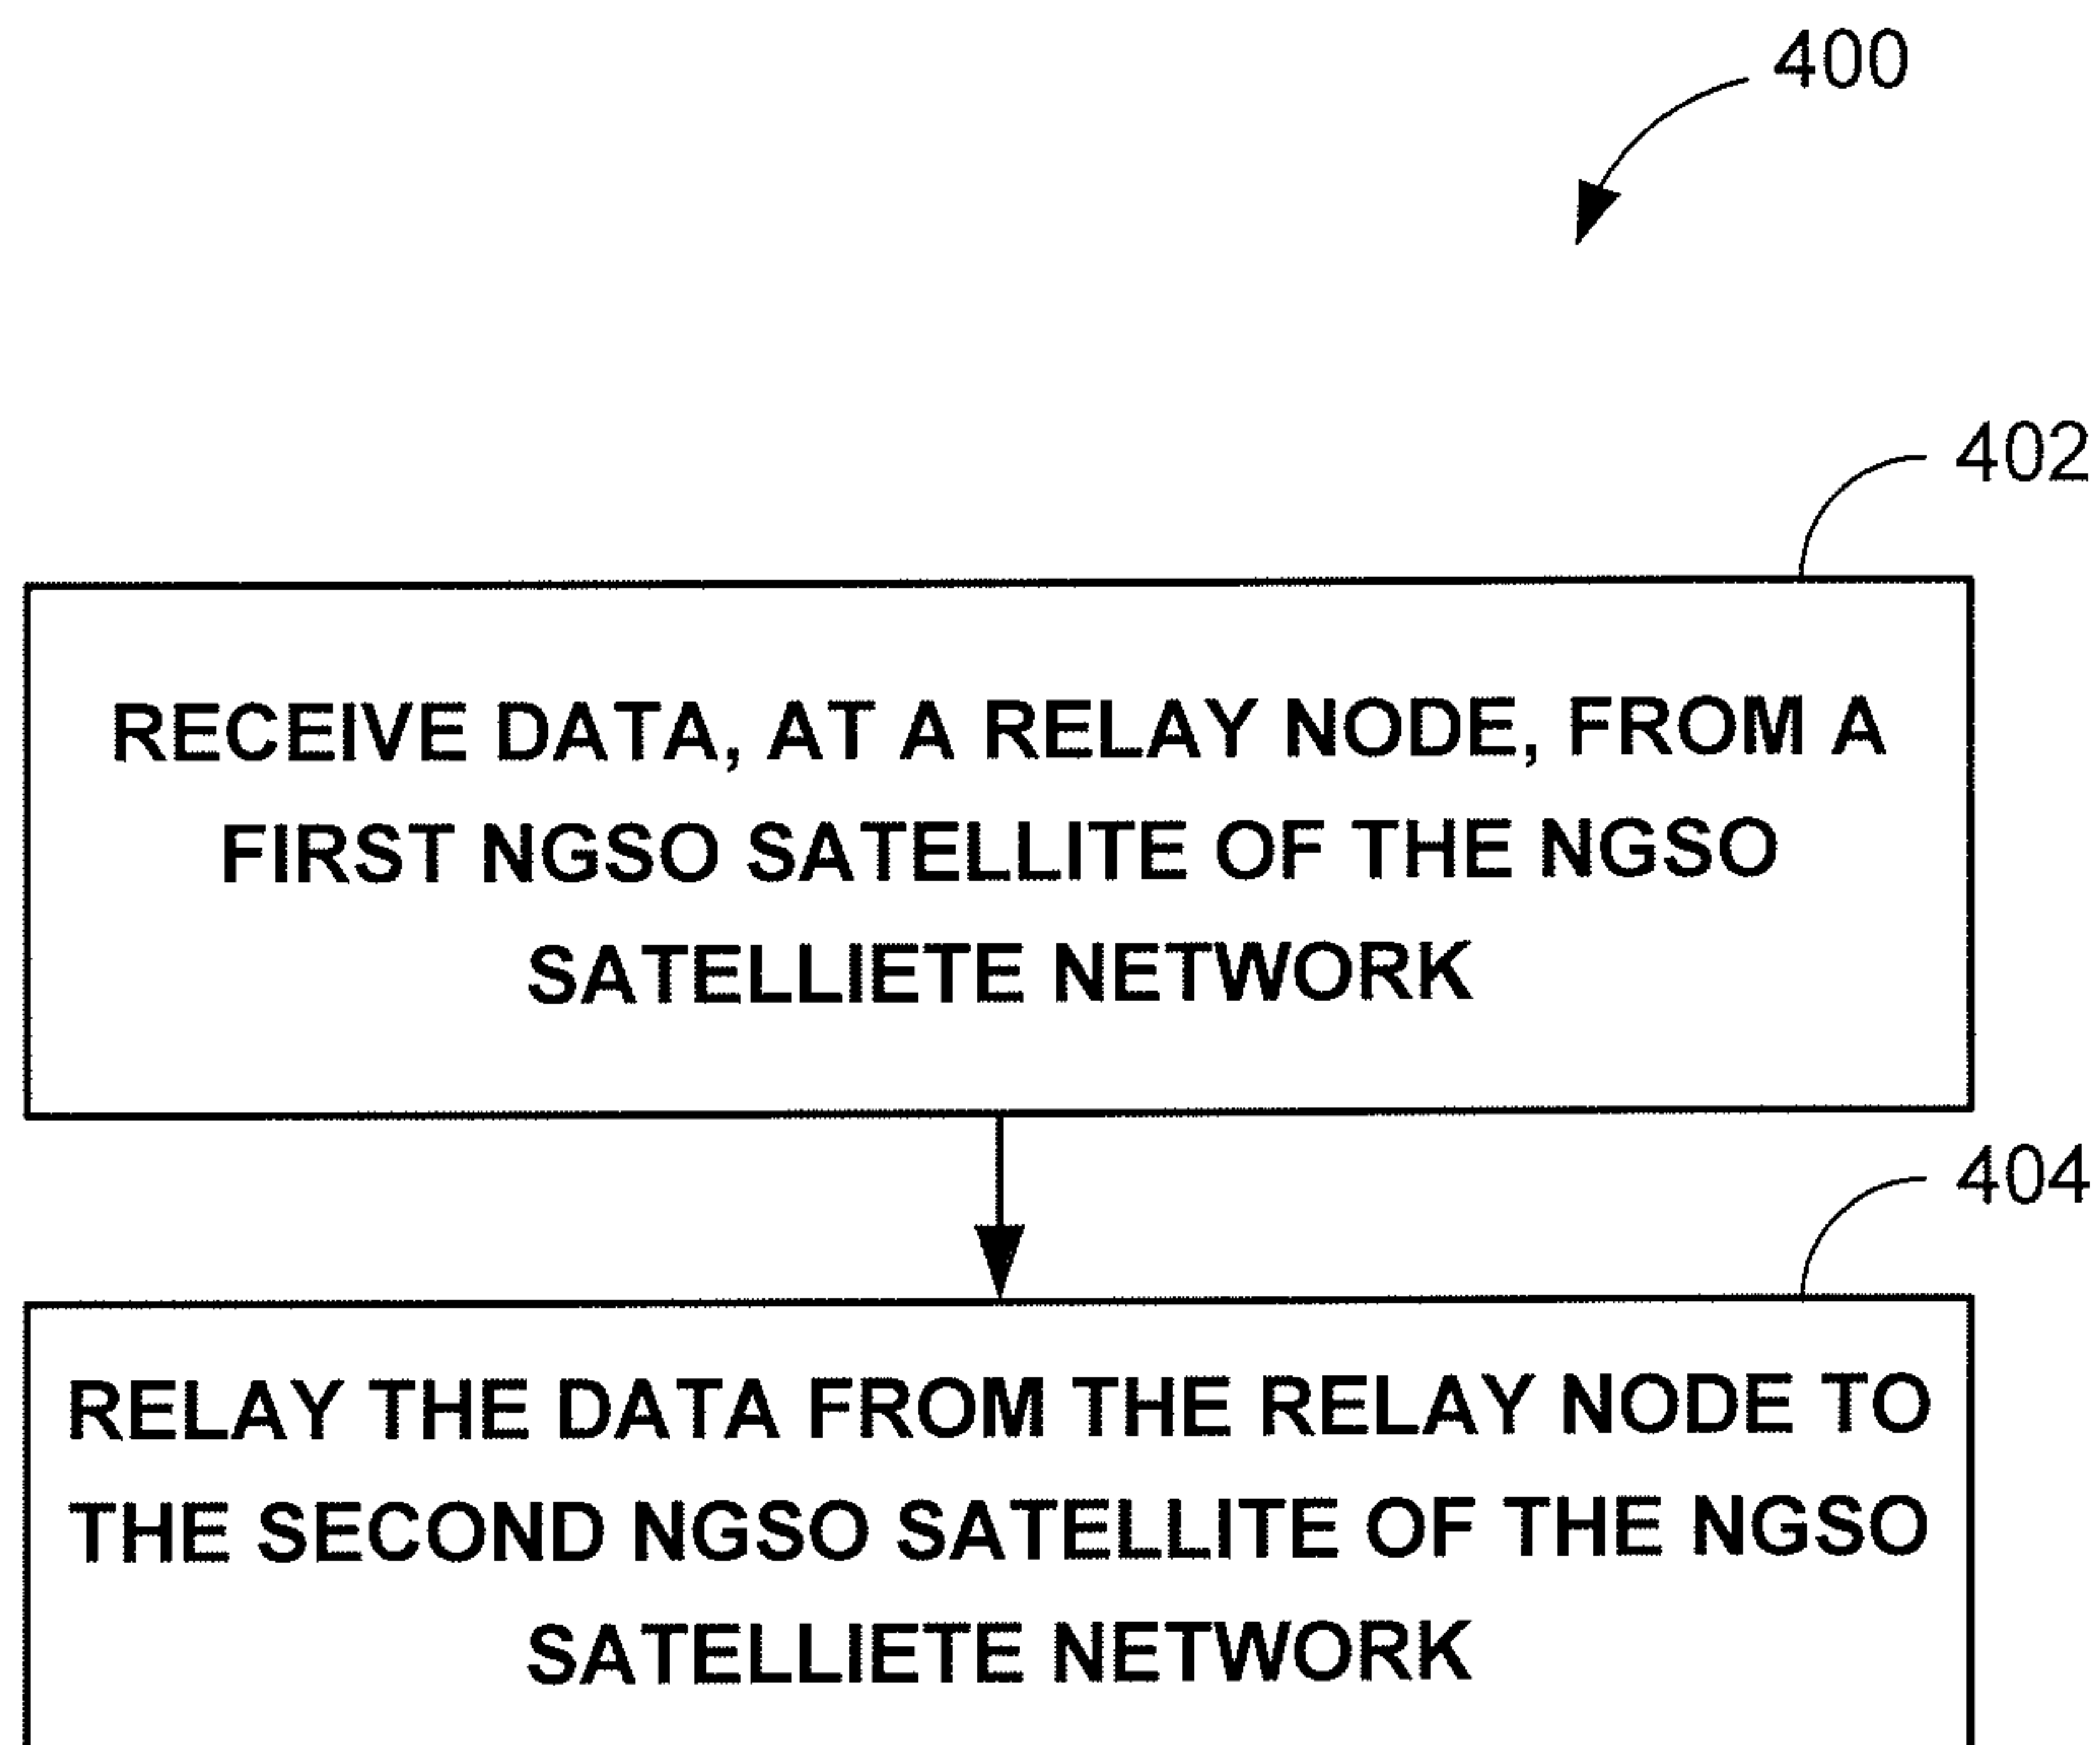 400
402
RECEIVE DATA, AT A RELAY NODE, FROM A
FIRST NGSO SATELLITE OF THE NGSO
SATELLIETE NETWORK
404
RELAY THE DATA FROM THE RELAY NODE TO
THE SECOND NGSO SATELLITE OF THE NGSO
SATELLIETE NETWORK